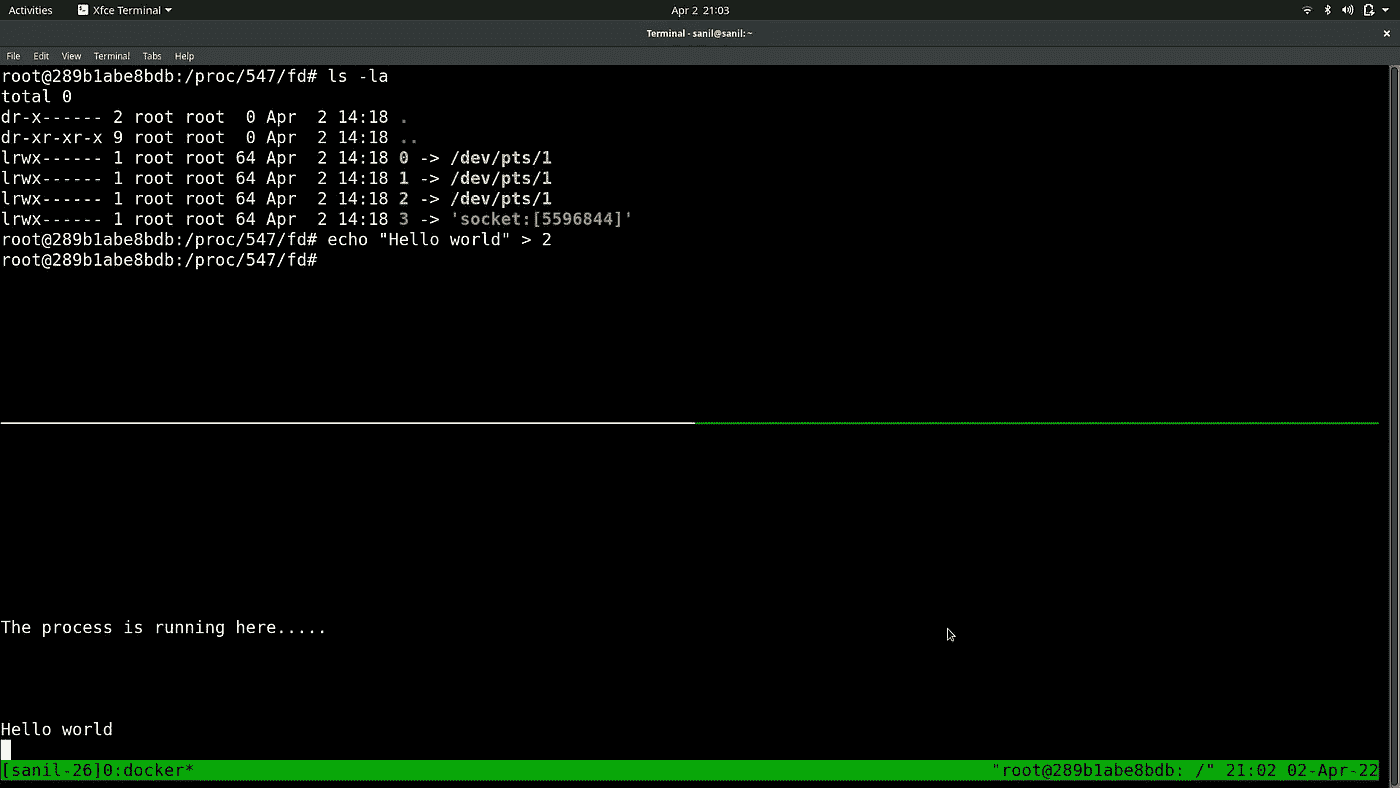 Activities Xfce Terminal Apr 2 21:03
Terminal - sanil@sanil: ~
File Edit View Terminal Tabs Help
root@289b1abe8bdb:/proc/547/fd# ls -la
total 0
dr-x------ 2 root root  0 Apr  2 14:18 .
dr-xr-xr-x 9 root root  0 Apr  2 14:18 ..
lrwx------ 1 root root 64 Apr  2 14:18 0 -> /dev/pts/1
lrwx------ 1 root root 64 Apr  2 14:18 1 -> /dev/pts/1
lrwx------ 1 root root 64 Apr  2 14:18 2 -> /dev/pts/1
lrwx------ 1 root root 64 Apr  2 14:18 3 -> 'socket:[5596844]'
root@289b1abe8bdb:/proc/547/fd# echo "Hello world" > 2
root@289b1abe8bdb:/proc/547/fd#
The process is running here.....
Hello world
[sanil-26]0:docker* "root@289b1abe8bdb: /" 21:02 02-Apr-22